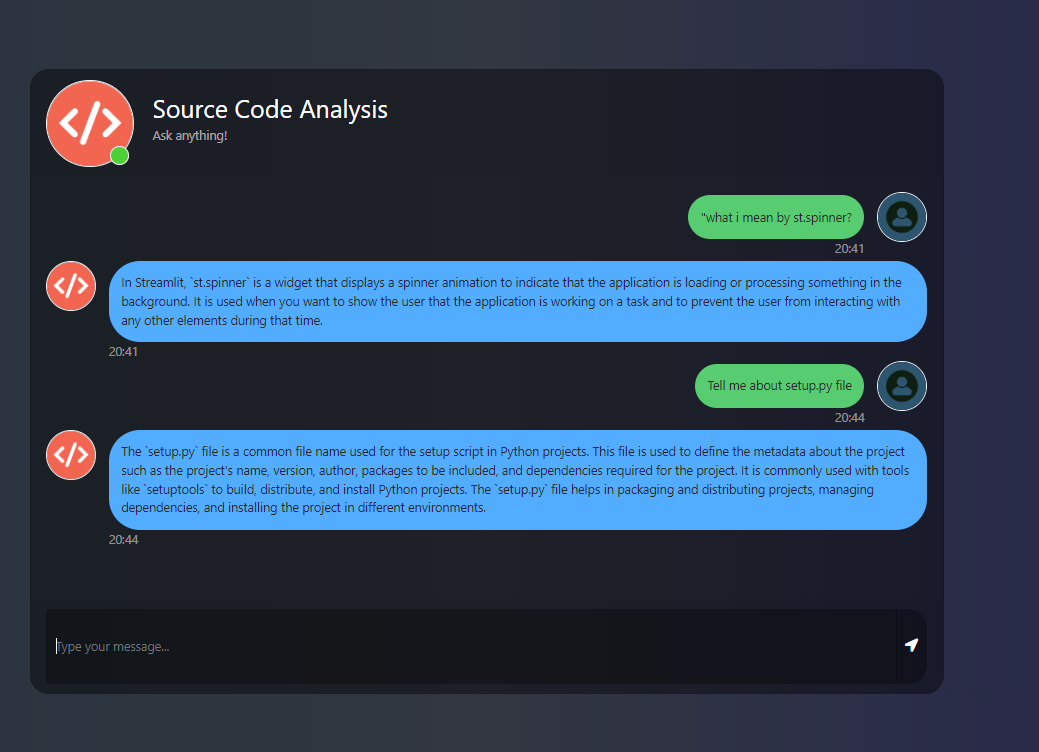 </>
Source Code Analysis
Ask anything!
"what i mean by st.spinner?
20:41
</>
In Streamlit, `st.spinner` is a widget that displays a spinner animation to indicate that the application is loading or processing something in the
background. It is used when you want to show the user that the application is working on a task and to prevent the user from interacting with
any other elements during that time.
20:41
Tell me about setup.py file
20:44
</>
The `setup.py` file is a common file name used for the setup script in Python projects. This file is used to define the metadata about the project
such as the project's name, version, author, packages to be included, and dependencies required for the project. It is commonly used with tools
like `setuptools` to build, distribute, and install Python projects. The `setup.py` file helps in packaging and distributing projects, managing
dependencies, and installing the project in different environments.
20:44
Type your message...